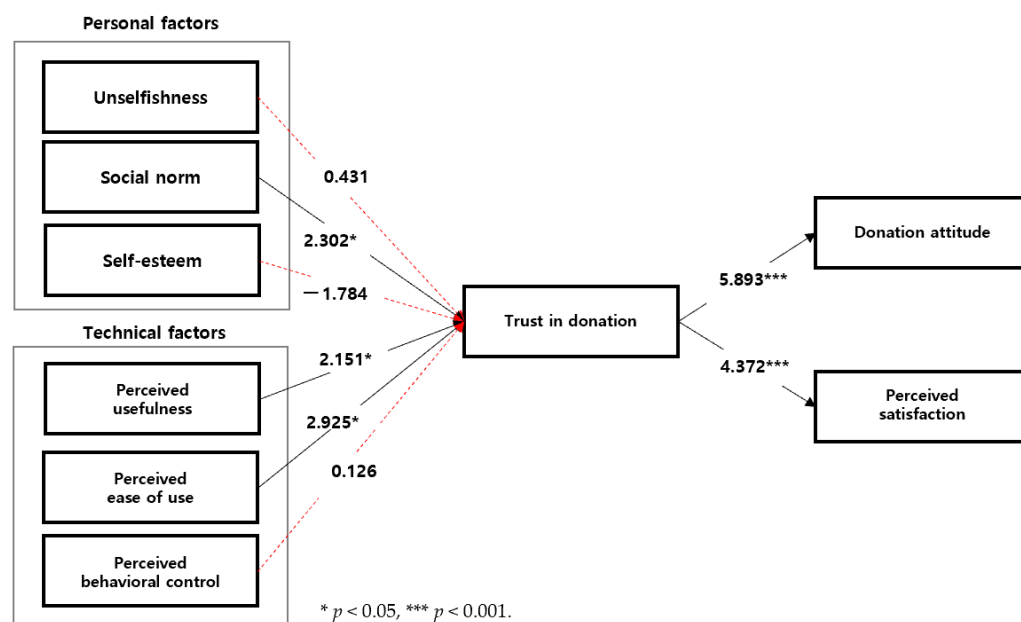 Personal factors
Unselfishness
Social norm
Self-esteem
0.431
2.302*
−1.784
Technical factors
Perceived
usefulness
Perceived
ease of use
Perceived
behavioral control
2.151*
2.925*
0.126
Trust in donation
5.893***
4.372***
Donation attitude
Perceived
satisfaction
* p < 0.05, *** p < 0.001.